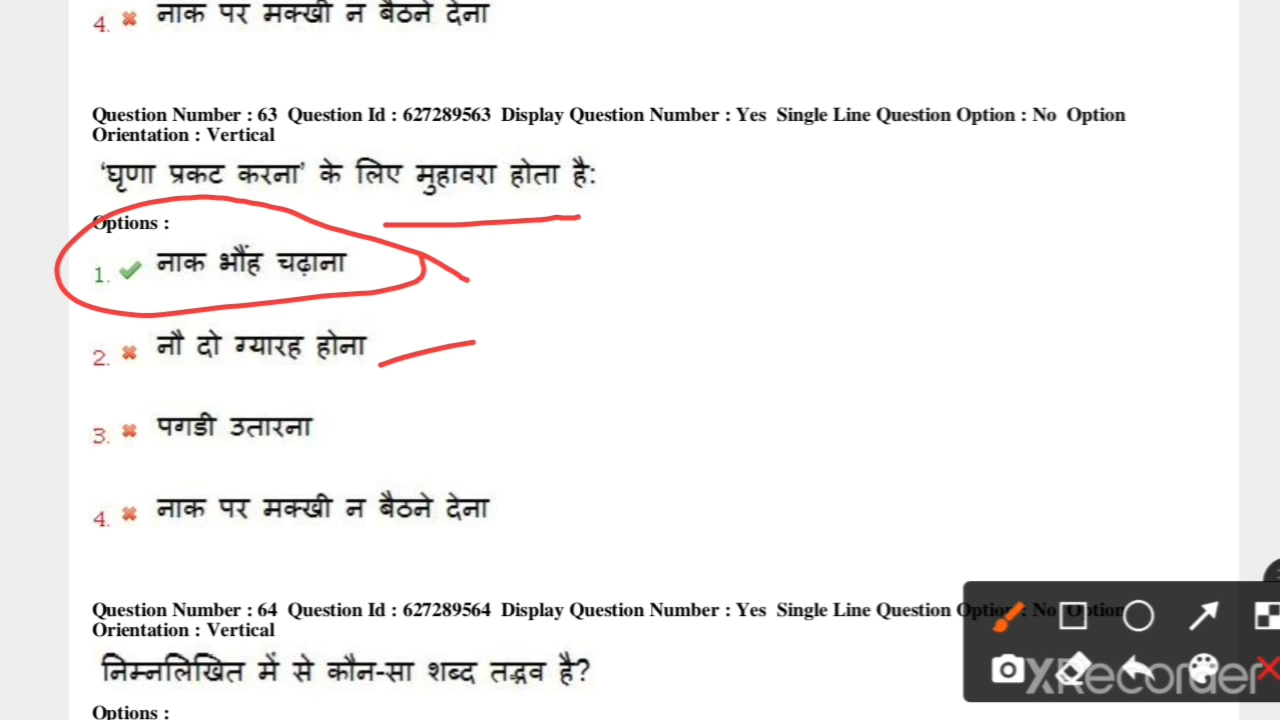 4. नाक पर मक्खी न बैठने देना
Question Number : 63 Question Id : 627289563 Display Question Number : Yes Single Line Question Option : No Option
Orientation : Vertical
‘घृणा प्रकट करना’ के लिए मुहावरा होता है:
Options :
1. नाक भौंह चढ़ाना
2. नौ दो ग्यारह होना
3. पगडी उतारना
4. नाक पर मक्खी न बैठने देना
Question Number : 64 Question Id : 627289564 Display Question Number : Yes Single Line Question Option : No Option
Orientation : Vertical
निम्नलिखित में से कौन-सा शब्द तद्भव है?
Options :
XRecorder